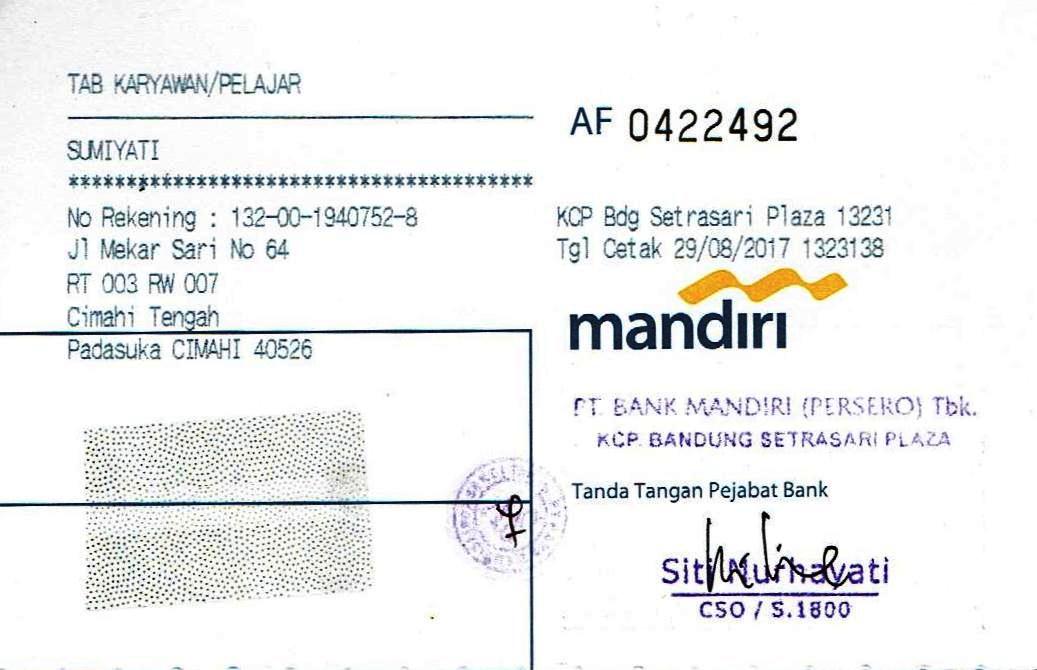 TAB KARYAWAN/PELAJAR
SUMIYATI
****************************************
No Rekening : 132-00-1940752-8
Jl Mekar Sari No 64
RT 003 RW 007
Cimahi Tengah
Padasuka CIMAHI 40526
AF 0422492
KCP Bdg Setrasari Plaza 13231
Tgl Cetak 29/08/2017 1323138
mandırı
PT. BANK MANDIRI (PERSERO) Tbk.
KCP. BANDUNG SETRASARI PLAZA
Tanda Tangan Pejabat Bank
Siti Nurhayati
CSO / S.1800